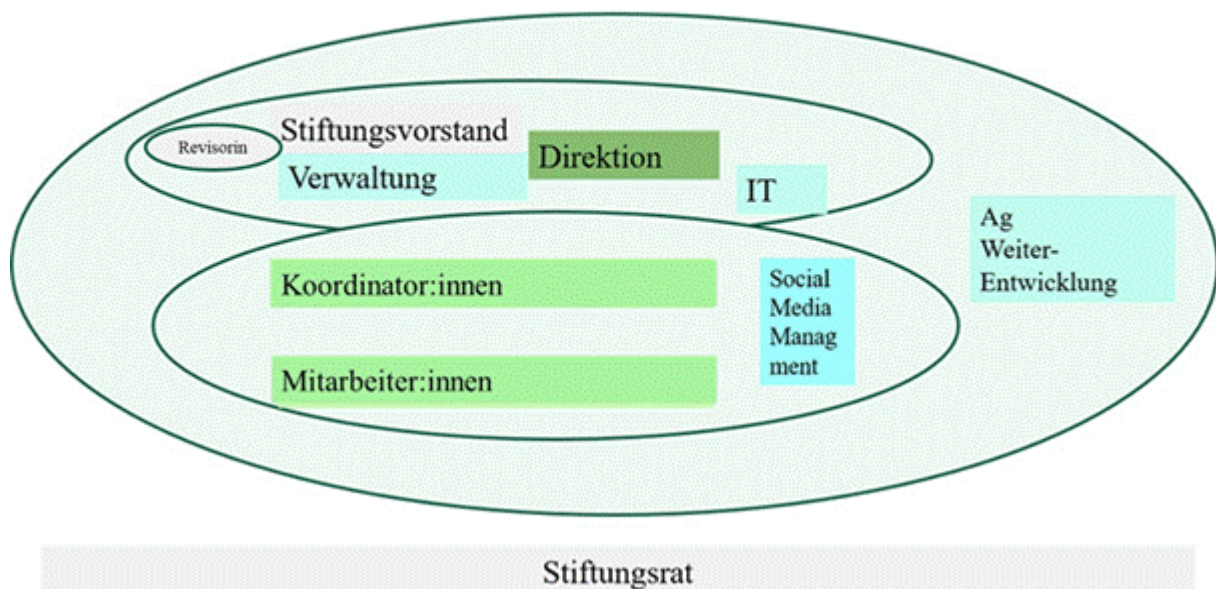 Revisorin
Stiftungsvorstand
Verwaltung
Direktion
IT
Ag
Weiter-
Entwicklung
Koordinator:innen
Social
Media
Manag
ment
Mitarbeiter:innen
Stiftungsrat